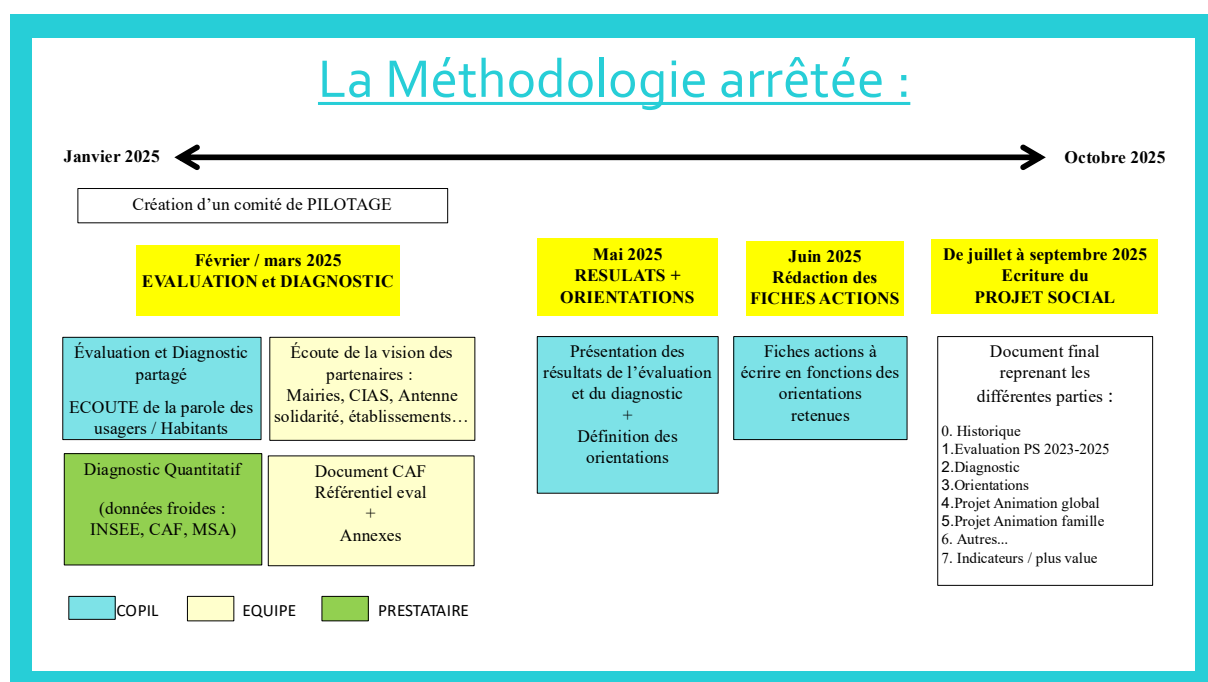 La Méthodologie arrêtée :
Janvier 2025
Octobre 2025
Création d’un comité de PILOTAGE
Février / mars 2025
EVALUATION et DIAGNOSTIC
Mai 2025
RESULATS +
ORIENTATIONS
Juin 2025
Rédaction des
FICHES ACTIONS
De juillet à septembre 2025
Ecriture du
PROJET SOCIAL
Évaluation et Diagnostic
partagé
ECOUTE de la parole des
usagers / Habitants
Écoute de la vision des
partenaires :
Mairies, CIAS, Antenne
solidarité, établissements…
Diagnostic Quantitatif
(données froides :
INSEE, CAF, MSA)
Document CAF
Référentiel eval
+
Annexes
Présentation des
résultats de l’évaluation
et du diagnostic
+
Définition des
orientations
Fiches actions à
écrire en fonctions des
orientations
retenues
Document final
reprenant les
différentes parties :
0. Historique
1.Evaluation PS 2023-2025
2.Diagnostic
3.Orientations
4.Projet Animation global
5.Projet Animation famille
6. Autres...
7. Indicateurs / plus value
COPIL
EQUIPE
PRESTATAIRE